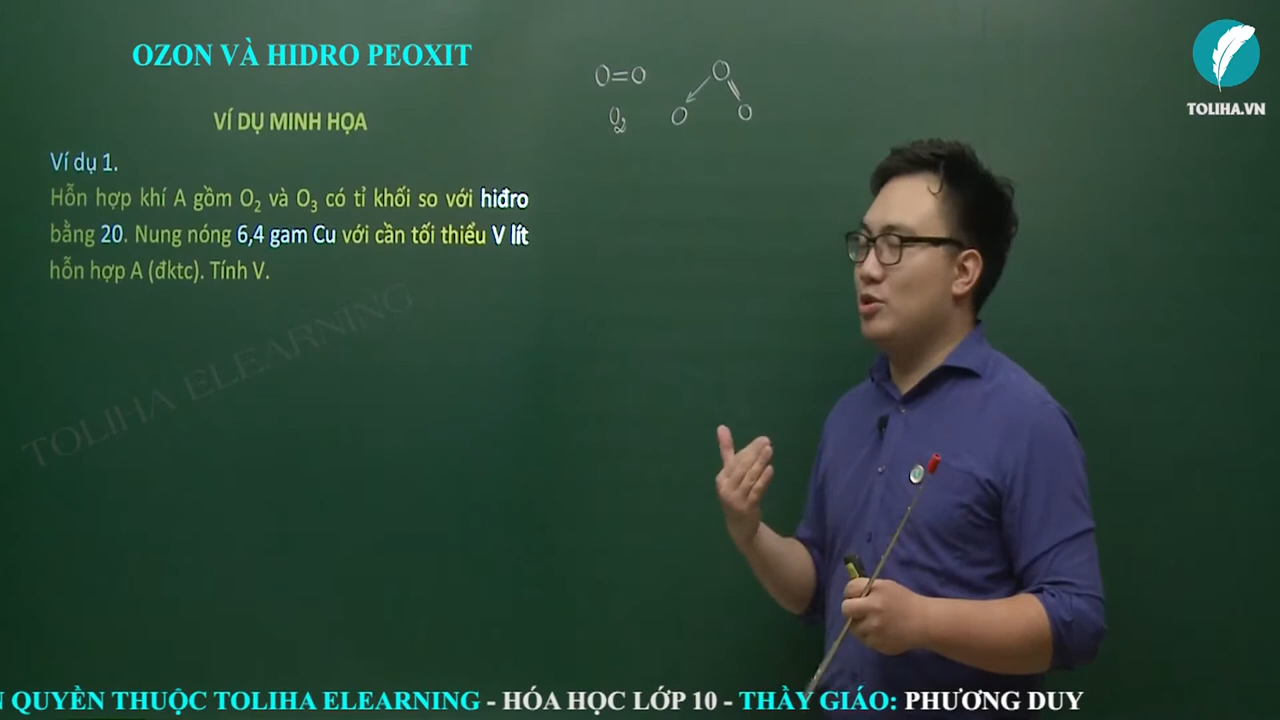 OZON VÀ HIDRO PEOXIT
O=O
O
O
O
O2
TOLIHA.VN
VÍ DỤ MINH HỌA
Ví dụ 1.
Hỗn hợp khí A gồm O2 và O3 có tỉ khối so với hiđro
bằng 20. Nung nóng 6,4 gam Cu với cần tối thiểu V lít
hỗn hợp A (đktc). Tính V.
TOLIHA ELEARNING
QUYỀN THUỘC TOLIHA ELEARNING - HÓA HỌC LỚP 10 - THẦY GIÁO: PHƯƠNG DUY